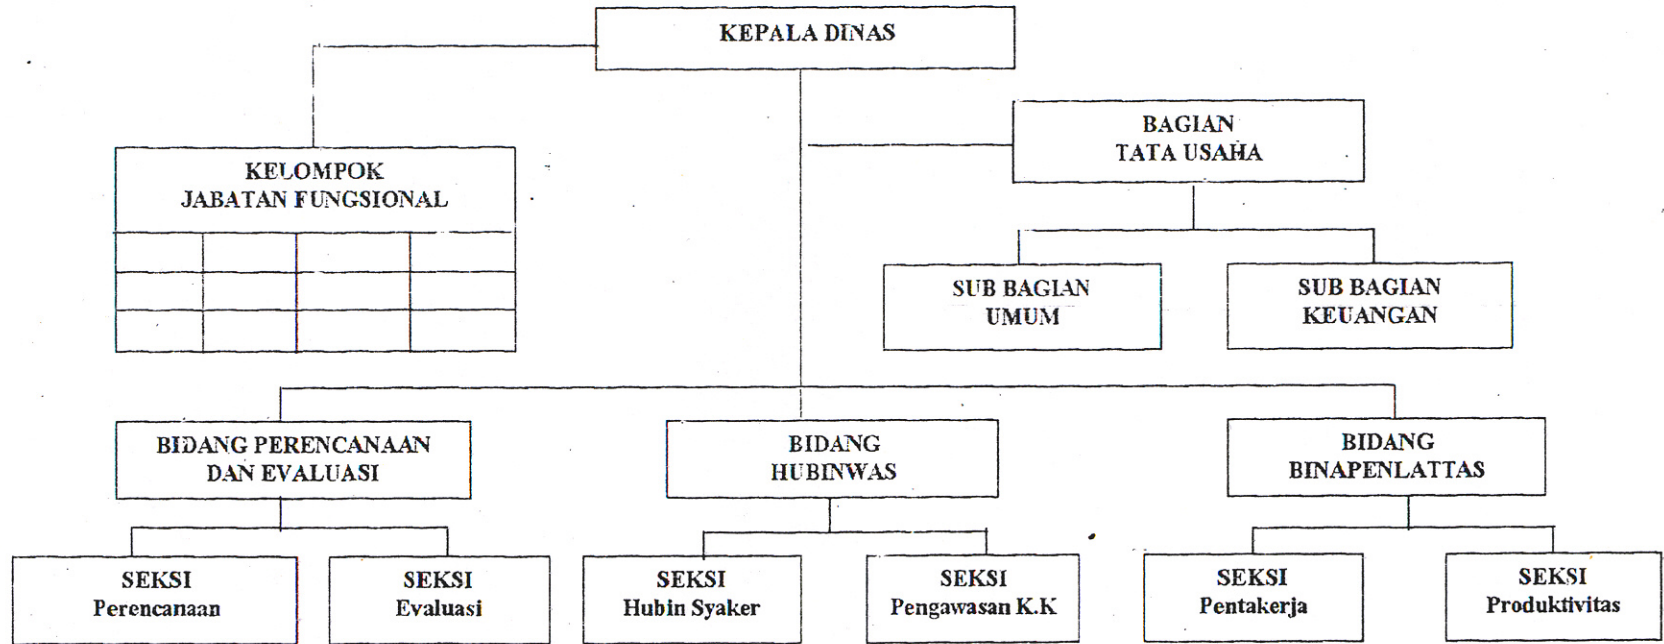 KEPALA DINAS
BAGIAN
TATA USAHA
KELOMPOK
JABATAN FUNGSIONAL
SUB BAGIAN
UMUM
SUB BAGIAN
KEUANGAN
BIDANG PERENCANAAN
DAN EVALUASI
BIDANG
HUBINWAS
BIDANG
BINAPENLATTAS
SEKSI
Perencanaan
SEKSI
Evaluasi
SEKSI
Hubin Syaker
SEKSI
Pengawasan K.K
SEKSI
Pentakerja
SEKSI
Produktivitas